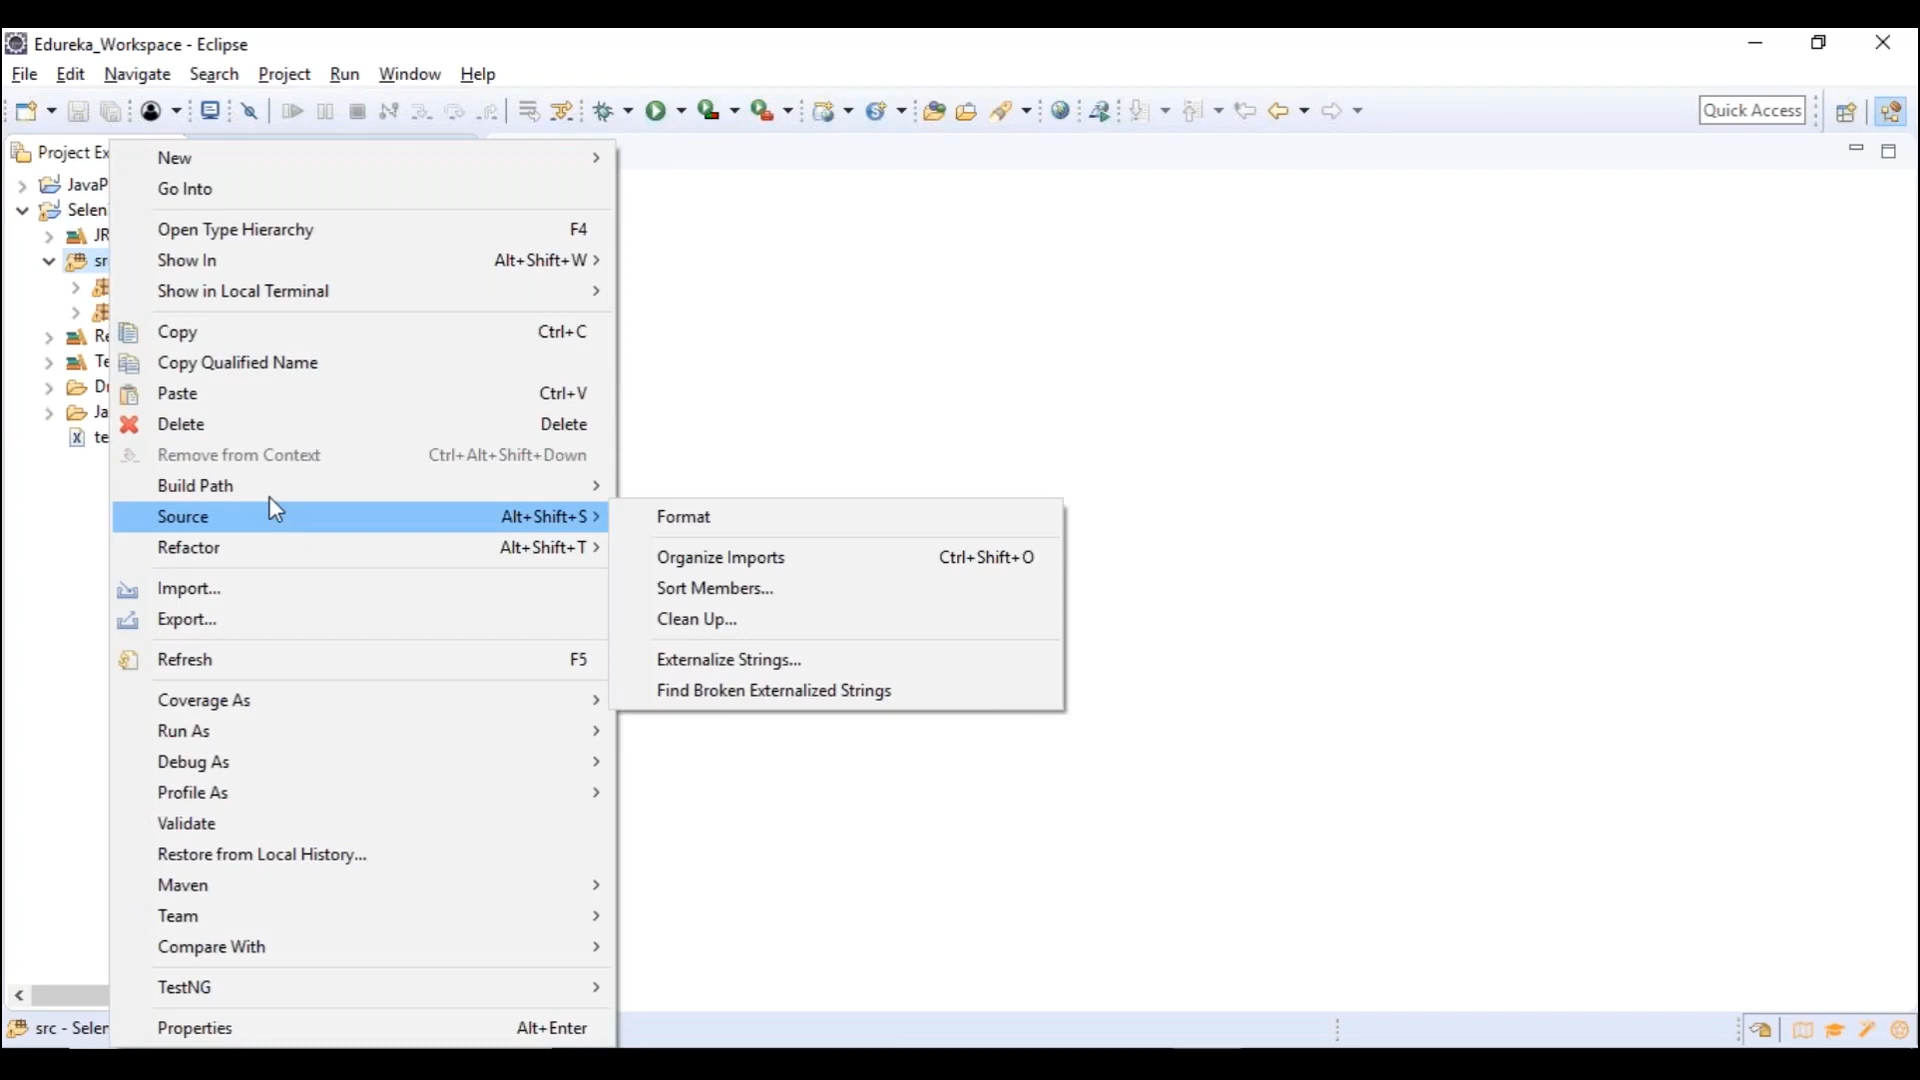 Edureka_Workspace - Eclipse
File Edit Navigate Search Project Run Window Help
Quick Access
Project Ex
JavaP
Selen
JR
sr
Re
Te
Dr
Ja
te
New
Go Into
Open Type Hierarchy F4
Show In Alt+Shift+W
Show in Local Terminal
Copy Ctrl+C
Copy Qualified Name
Paste Ctrl+V
Delete Delete
Remove from Context Ctrl+Alt+Shift+Down
Build Path
Source Alt+Shift+S
Refactor Alt+Shift+T
Import...
Export...
Refresh F5
Coverage As
Run As
Debug As
Profile As
Validate
Restore from Local History...
Maven
Team
Compare With
TestNG
Properties Alt+Enter
Format
Organize Imports Ctrl+Shift+O
Sort Members...
Clean Up...
Externalize Strings...
Find Broken Externalized Strings
src - Selen